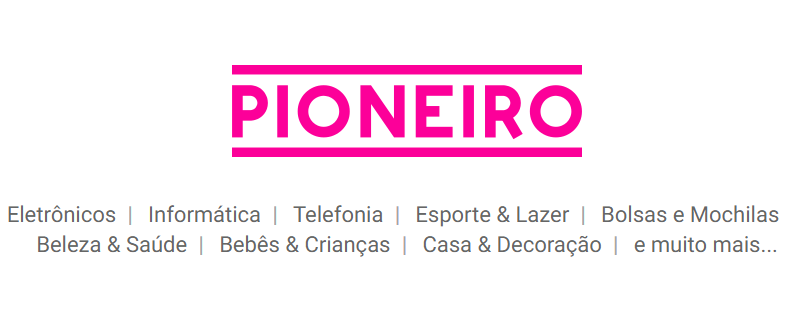 PIONEIRO
Eletrônicos | Informática | Telefonia | Esporte & Lazer | Bolsas e Mochilas
Beleza & Saúde | Bebês & Crianças | Casa & Decoração | e muito mais...